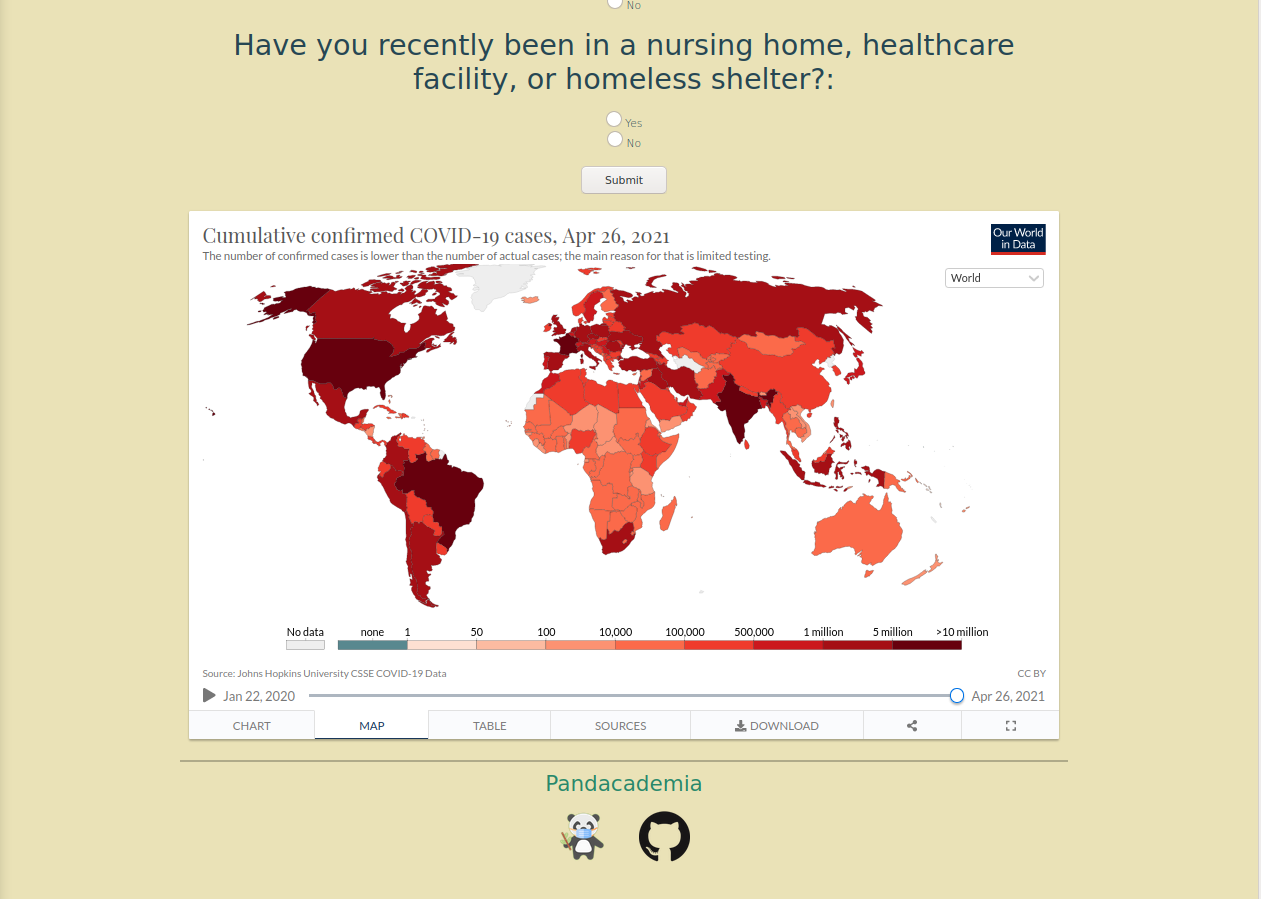 No
Have you recently been in a nursing home, healthcare
facility, or homeless shelter?:
Yes
No
Submit
Cumulative confirmed COVID-19 cases, Apr 26, 2021
The number of confirmed cases is lower than the number of actual cases; the main reason for that is limited testing.
Our World
in Data
World
No data none 1 50 100 10,000 100,000 500,000 1 million 5 million >10 million
Source: Johns Hopkins University CSSE COVID-19 Data CC BY
Jan 22, 2020 Apr 26, 2021
CHART MAP TABLE SOURCES DOWNLOAD
Pandacademia